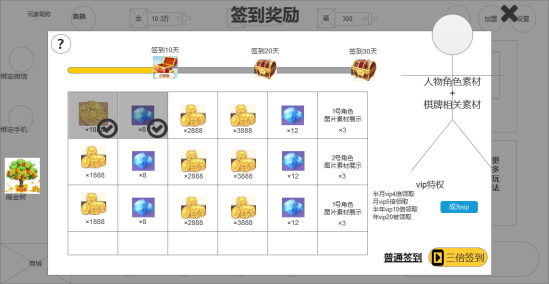 玩家昵称
金
10.3万
签到奖励
300
加盟
设置
绑定微信
绑定手机
摇金树
商城
更多玩法
?
签到10天
签到20天
签到30天
×1888
×8
×2888
×3888
×12
1号角色
图片素材展示
×3
×1888
×8
×2888
×3888
×12
2号角色
图片素材展示
×3
×1888
×8
×2888
×3888
×12
1号角色
图片素材展示
×3
人物角色素材
+
棋牌相关素材
vip特权
半月vip4倍领取
月vip5倍领取
半年vip10倍领取
年vip20被领取
成为vip
普通签到
三倍签到